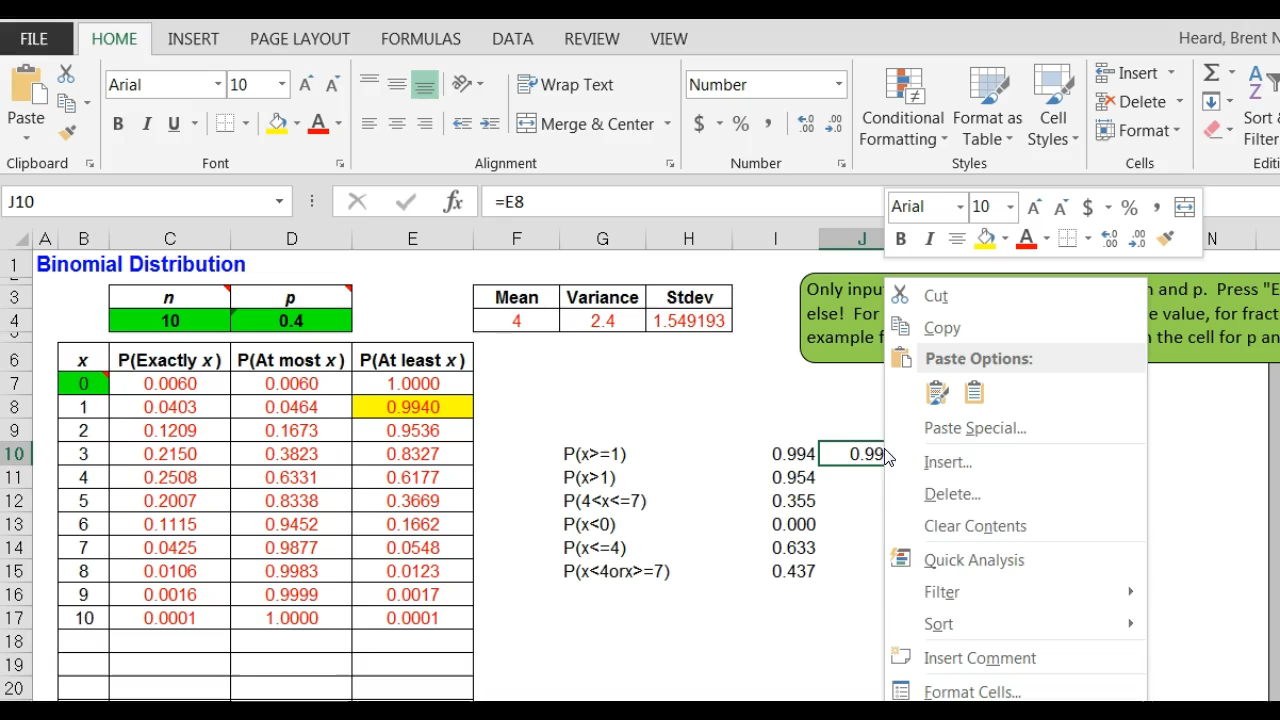 FILE HOME INSERT PAGE LAYOUT FORMULAS DATA REVIEW VIEW Heard, Brent N
Paste
Clipboard
Arial 10
B I U A
Font
Wrap Text
Merge & Center
Alignment
Number
$ % , .00 .0
Number
Conditional Formatting
Format as Table
Cell Styles
Styles
Insert
Delete
Format
Cells
Σ
A Z
Sort &
Filter
Editi
J10 fx =E8
Arial 10 A A $ % ,
B I A
A B C D E F G H I J N
1 Binomial Distribution
3 n p Mean Variance Stdev
4 10 0.4 4 2.4 1.549193
6 x P(Exactly x) P(At most x) P(At least x)
7 0 0.0060 0.0060 1.0000
8 1 0.0403 0.0464 0.9940
9 2 0.1209 0.1673 0.9536
10 3 0.2150 0.3823 0.8327 P(x>=1) 0.994 0.99
11 4 0.2508 0.6331 0.6177 P(x>1) 0.954
12 5 0.2007 0.8338 0.3669 P(4<x<=7) 0.355
13 6 0.1115 0.9452 0.1662 P(x<0) 0.000
14 7 0.0425 0.9877 0.0548 P(x<=4) 0.633
15 8 0.0106 0.9983 0.0123 P(x<4orx>=7) 0.437
16 9 0.0016 0.9999 0.0017
17 10 0.0001 1.0000 0.0001
18
19
20
Only inpu n and p. Press "E
else! For e value, for fract
example f n the cell for p an
Cut
Copy
Paste Options:
Paste Special...
Insert...
Delete...
Clear Contents
Quick Analysis
Filter
Sort
Insert Comment
Format Cells...